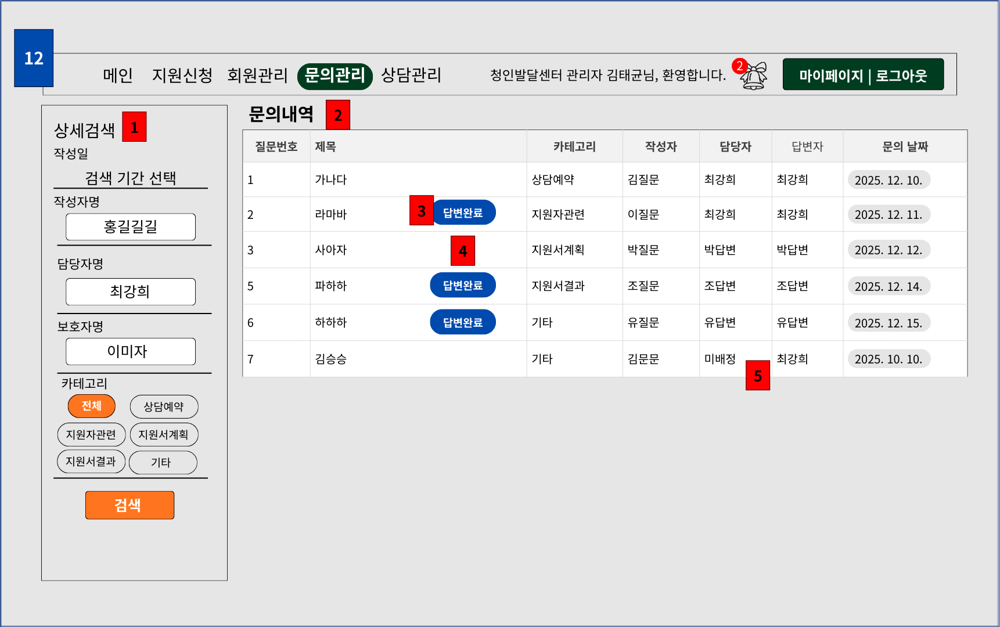 12
메인 지원신청 회원관리 문의관리 상담관리 청인발달센터 관리자 김태균님, 환영합니다. 2 마이페이지 | 로그아웃
상세검색 1
작성일
검색 기간 선택
작성자명
홍길길길
담당자명
최강희
보호자명
이미자
카테고리
전체 상담예약
지원자관련 지원서계획
지원서결과 기타
검색
문의내역 2
질문번호 제목 카테고리 작성자 담당자 답변자 문의 날짜
1 가나다 상담예약 김질문 최강희 최강희 2025. 12. 10.
2 라마바 3 답변완료 지원자관련 이질문 최강희 최강희 2025. 12. 11.
3 사아자 4 지원서계획 박질문 박답변 박답변 2025. 12. 12.
5 파하하 답변완료 지원서결과 조질문 조답변 조답변 2025. 12. 14.
6 하하하 답변완료 기타 유질문 유답변 유답변 2025. 12. 15.
7 김승승 기타 김문문 미배정 최강희 2025. 10. 10.
5